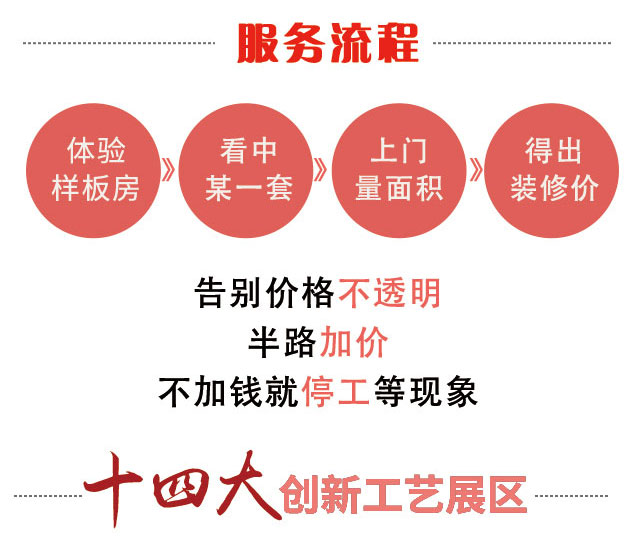 服务流程
体验
样板房
》
看中
某一套
》
上门
量面积
》
得出
装修价
告别价格不透明
半路加价
不加钱就停工等现象
十四大创新工艺展区